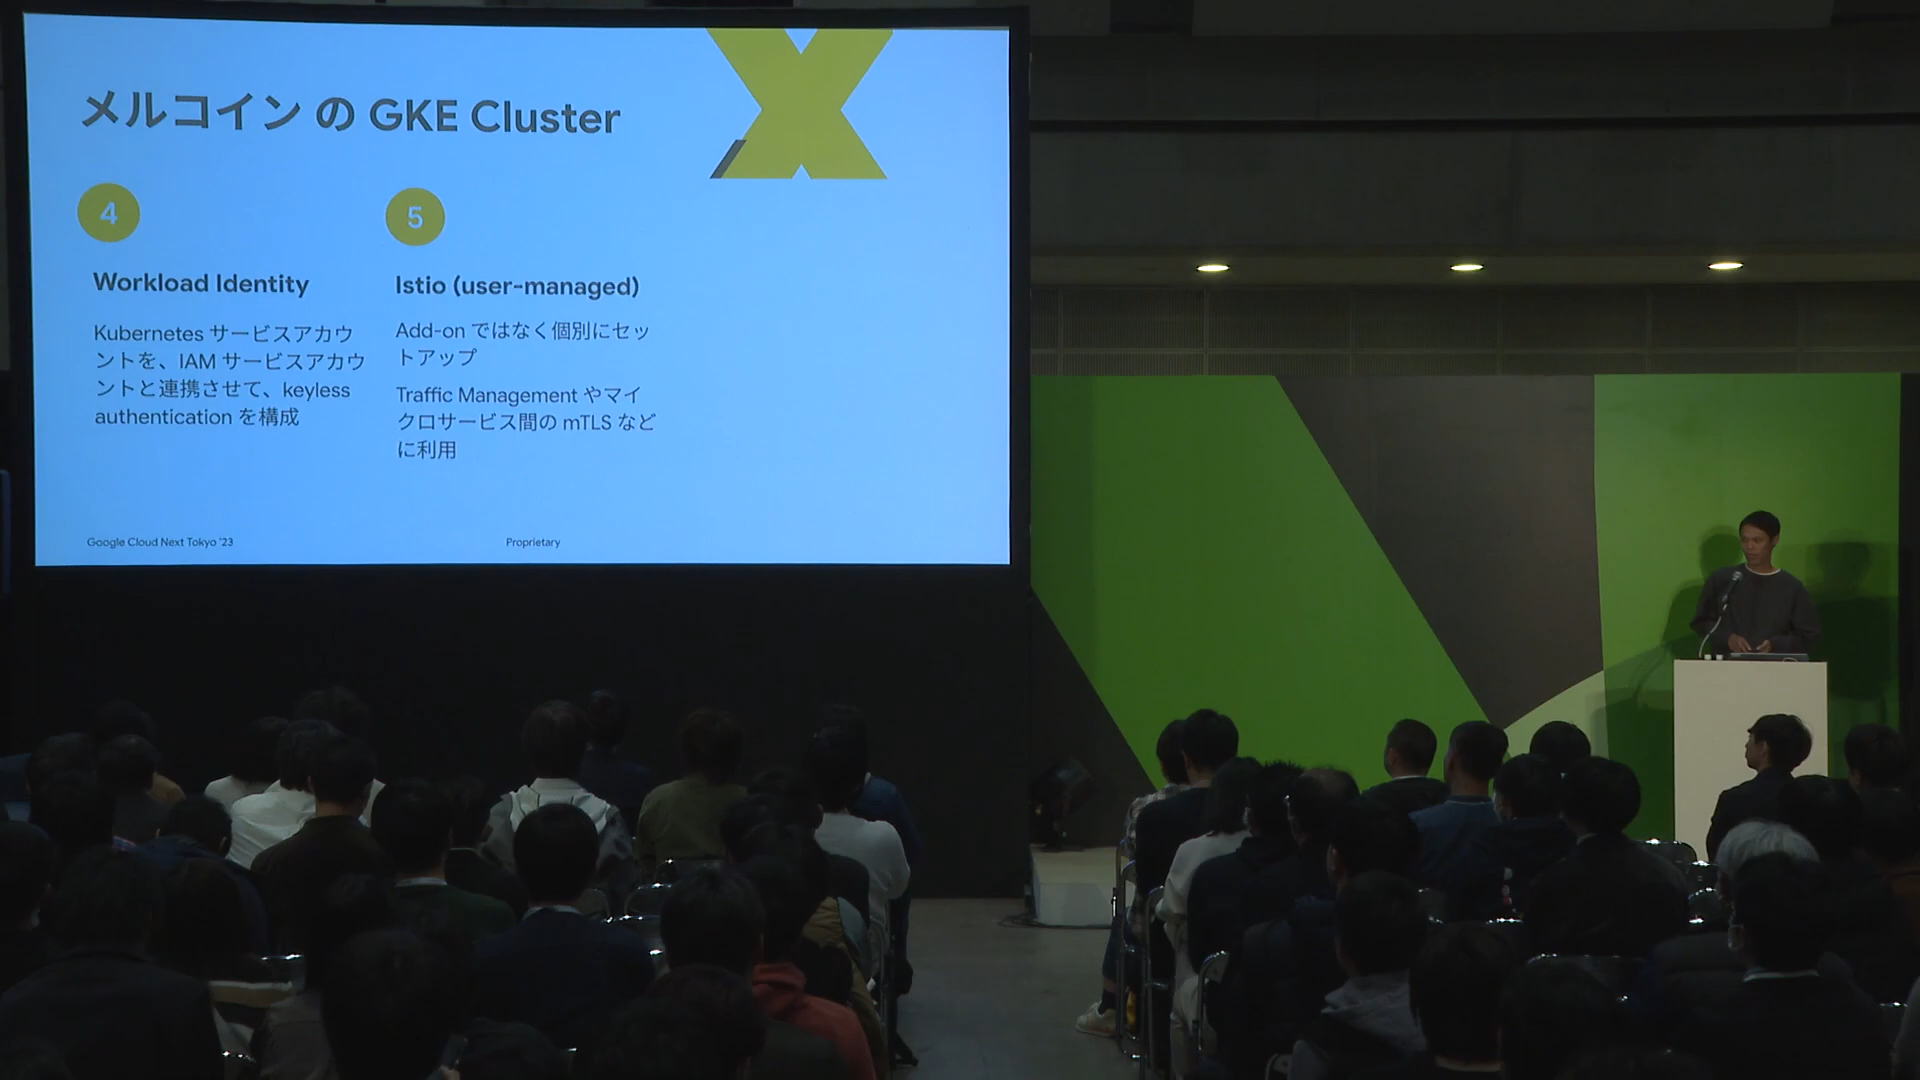 メルコイン の GKE Cluster
4
Workload Identity
Kubernetes サービスアカウ
ントを、IAM サービスアカウ
ントと連携させて、keyless
authentication を構成
5
Istio (user-managed)
Add-on ではなく個別にセッ
トアップ
Traffic Management やマイ
クロサービス間の mTLS など
に利用
Google Cloud Next Tokyo '23
Proprietary